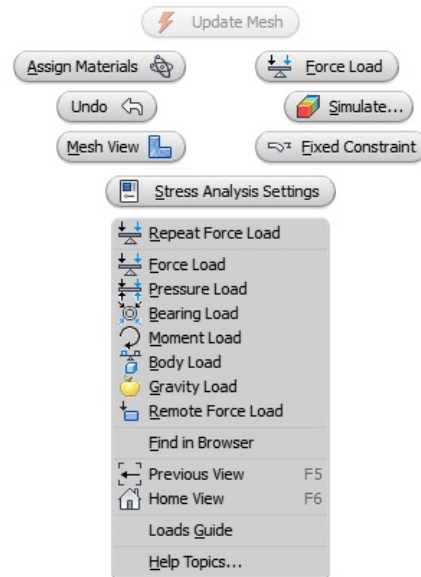 Update Mesh
Assign Materials
Force Load
Undo
Simulate...
Mesh View
Fixed Constraint
Stress Analysis Settings
Repeat Force Load
Force Load
Pressure Load
Bearing Load
Moment Load
Body Load
Gravity Load
Remote Force Load
Find in Browser
Previous View F5
Home View F6
Loads Guide
Help Topics...